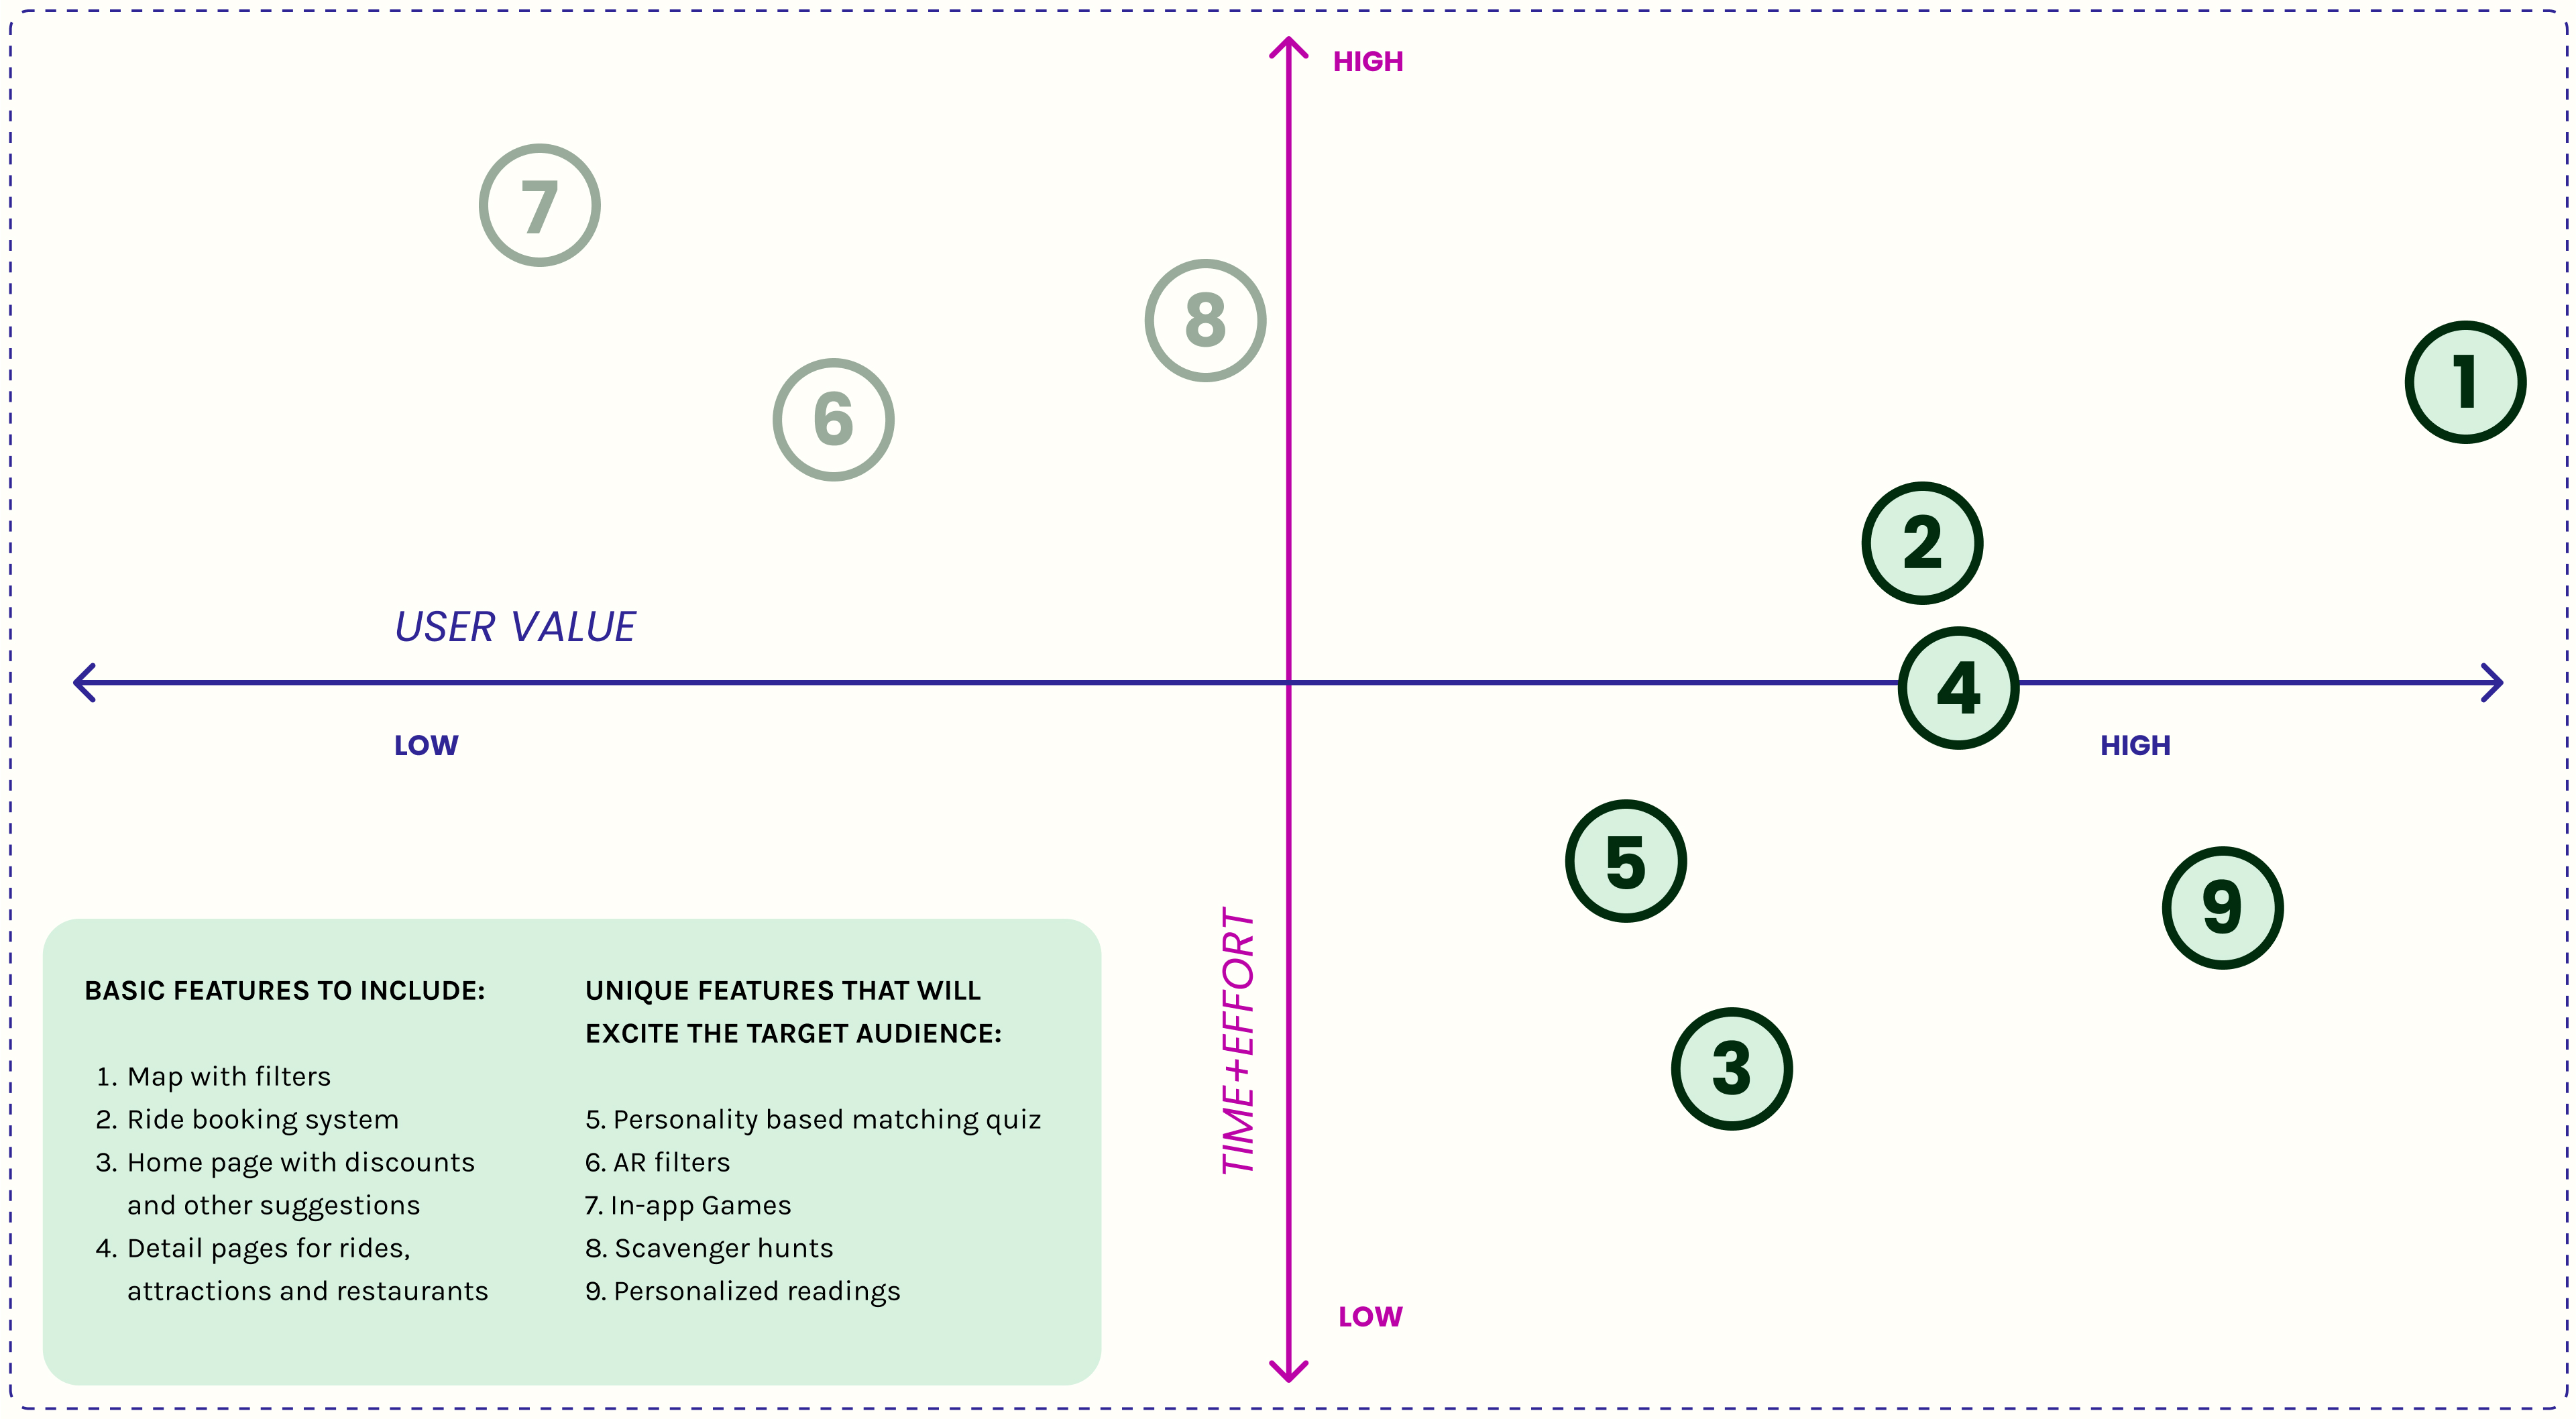 HIGH
7
8
1
6
2
USER VALUE
4
LOW
HIGH
5
9
TIME+EFFORT
3
BASIC FEATURES TO INCLUDE:
1. Map with filters
2. Ride booking system
3. Home page with discounts
and other suggestions
4. Detail pages for rides,
attractions and restaurants
UNIQUE FEATURES THAT WILL
EXCITE THE TARGET AUDIENCE:
5. Personality based matching quiz
6. AR filters
7. In-app Games
8. Scavenger hunts
9. Personalized readings
LOW